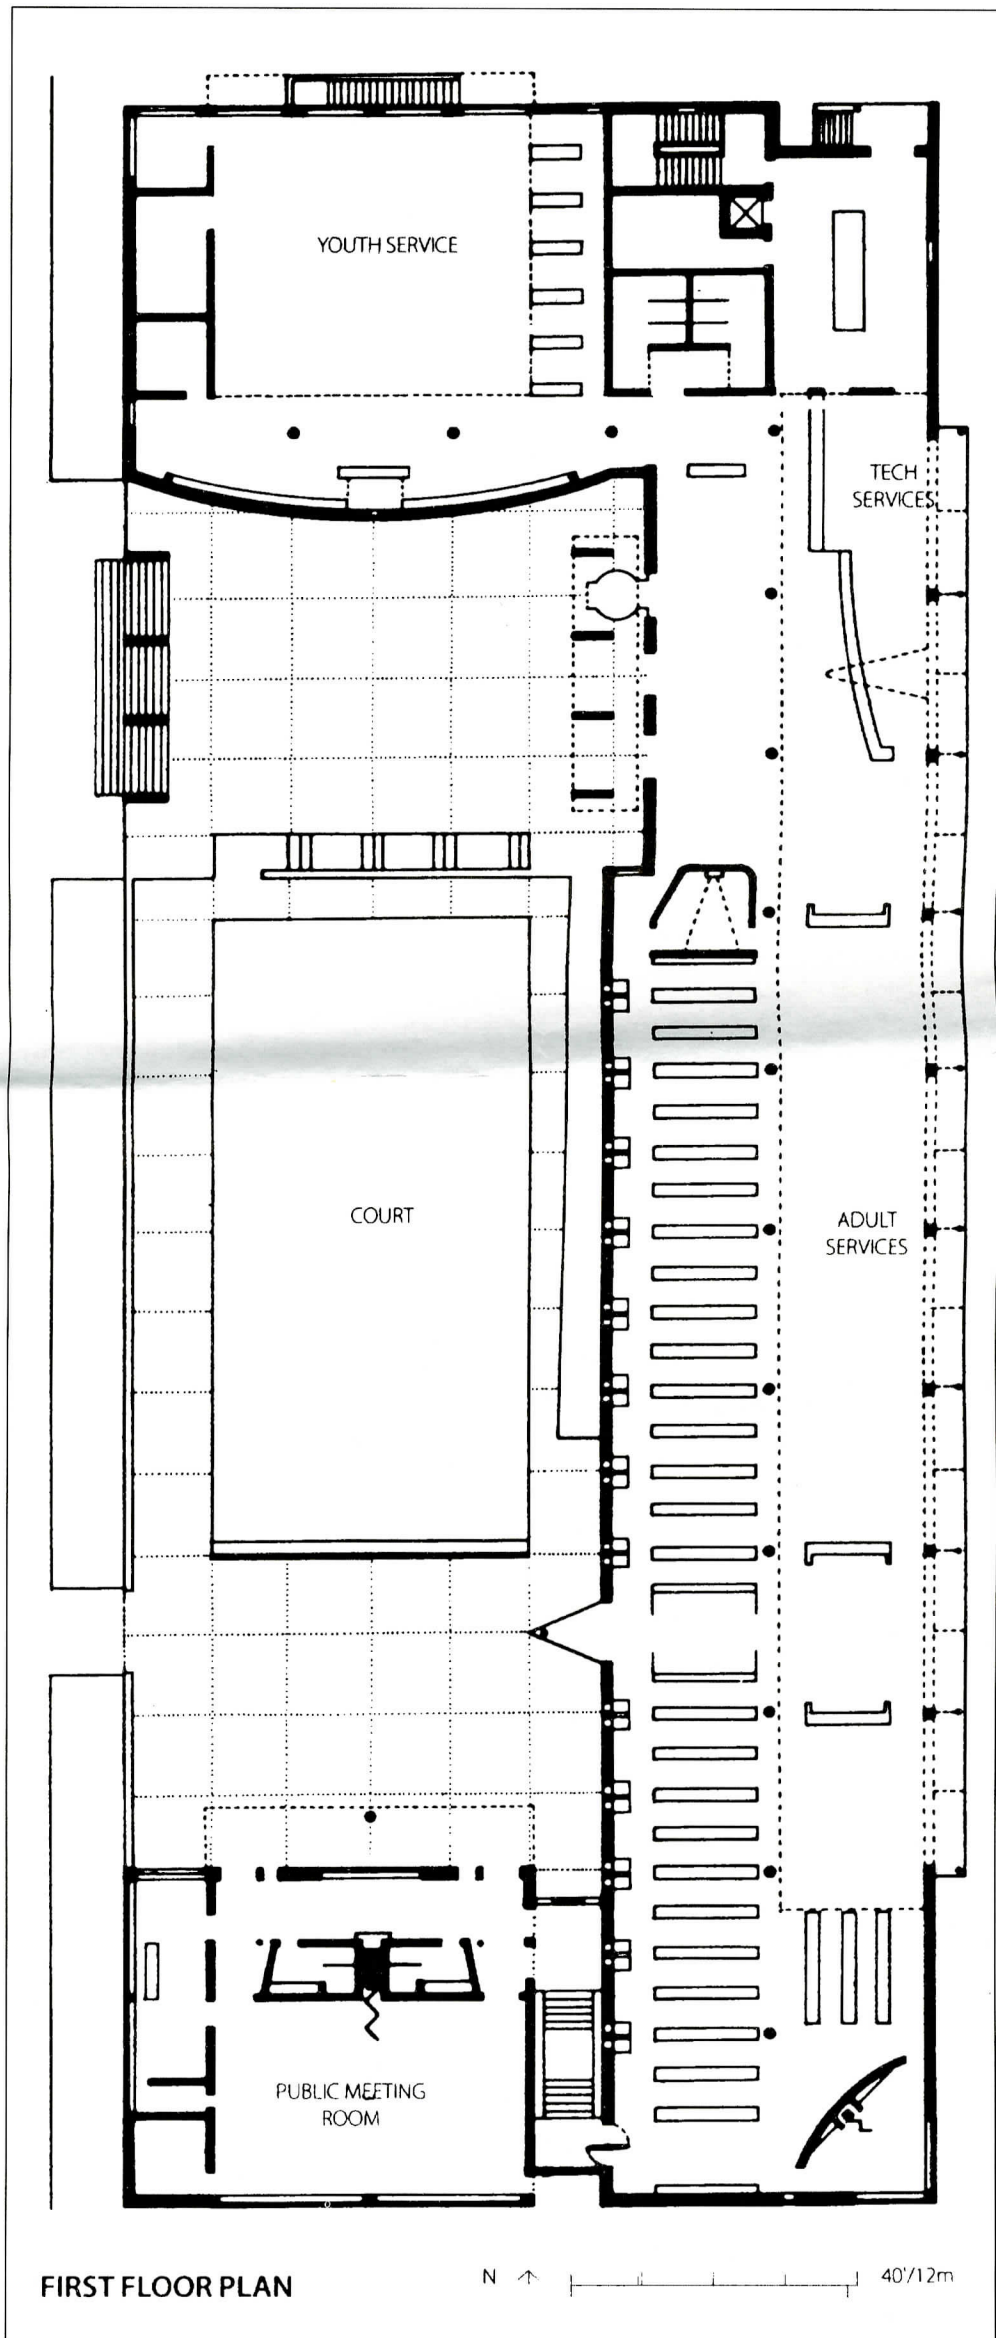 YOUTH SERVICE
TECH
SERVICES
COURT
ADULT
SERVICES
PUBLIC MEETING
ROOM
FIRST FLOOR PLAN
N
40'/12m